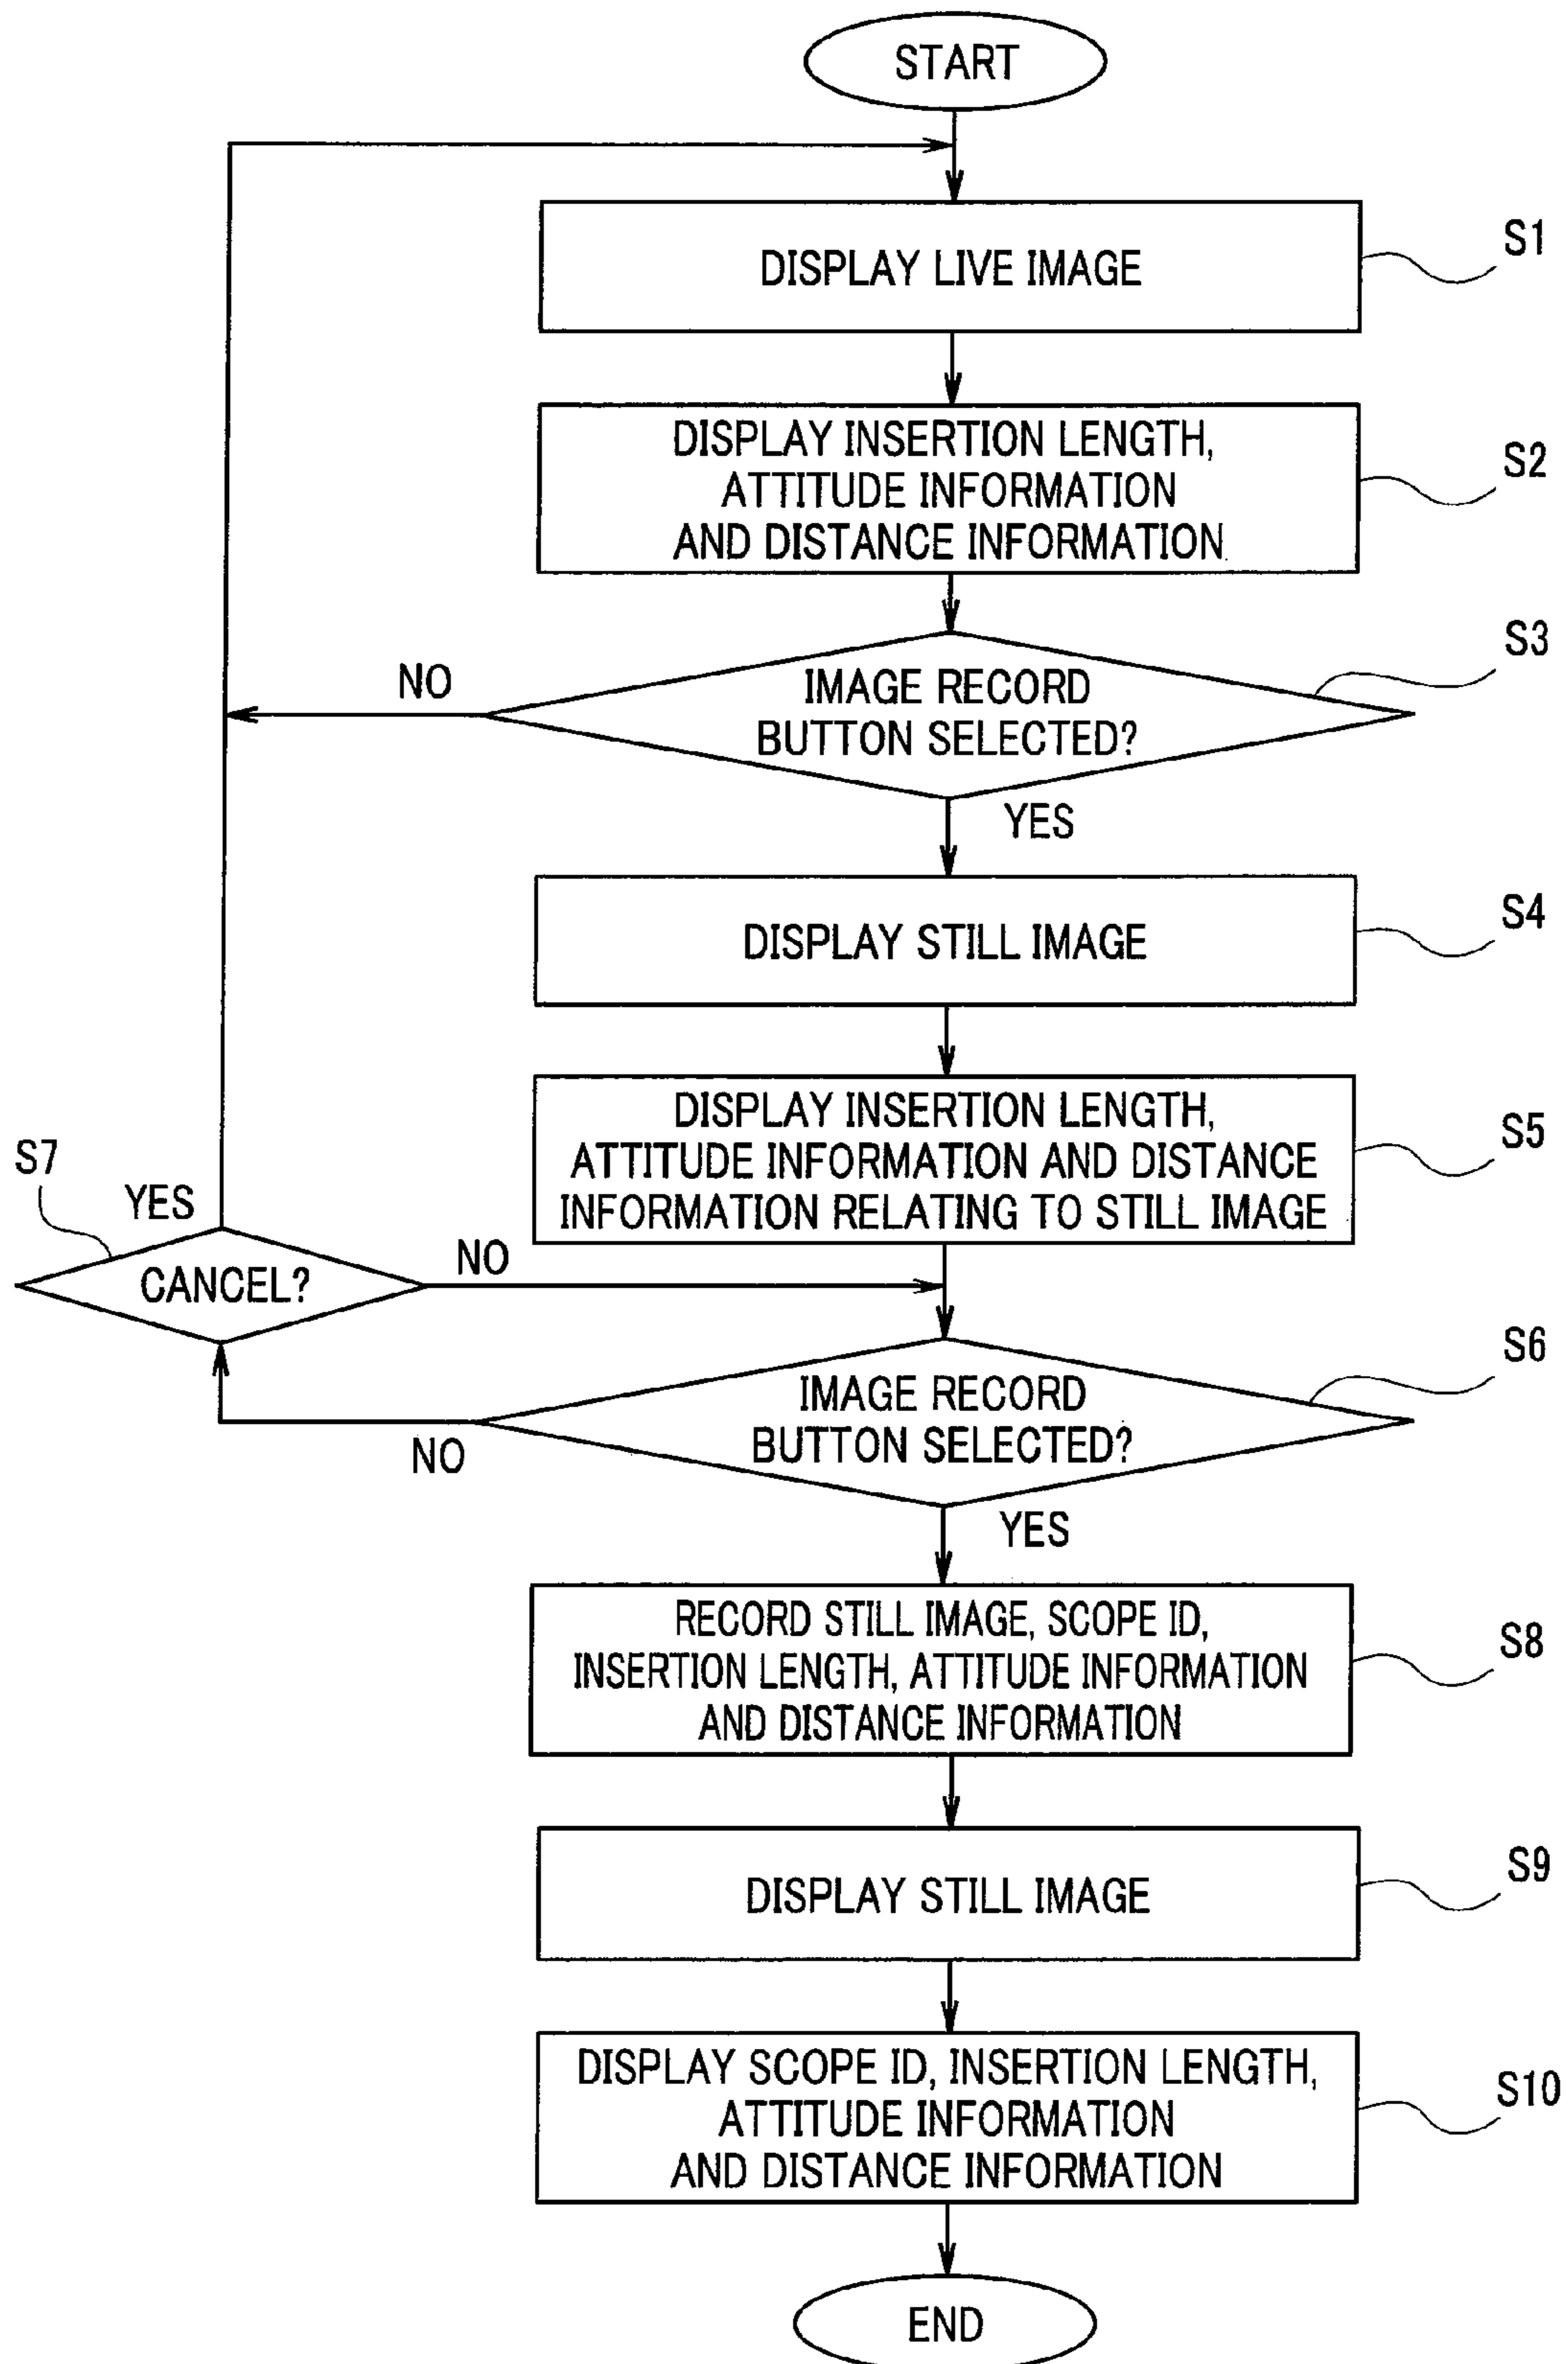 START
DISPLAY LIVE IMAGE
S1
DISPLAY INSERTION LENGTH,
ATTITUDE INFORMATION
AND DISTANCE INFORMATION
S2
IMAGE RECORD
BUTTON SELECTED?
S3
NO
YES
DISPLAY STILL IMAGE
S4
DISPLAY INSERTION LENGTH,
ATTITUDE INFORMATION AND DISTANCE
INFORMATION RELATING TO STILL IMAGE
S5
S7
YES
CANCEL?
NO
IMAGE RECORD
BUTTON SELECTED?
S6
NO
YES
RECORD STILL IMAGE, SCOPE ID,
INSERTION LENGTH, ATTITUDE INFORMATION
AND DISTANCE INFORMATION
S8
DISPLAY STILL IMAGE
S9
DISPLAY SCOPE ID, INSERTION LENGTH,
ATTITUDE INFORMATION
AND DISTANCE INFORMATION
S10
END